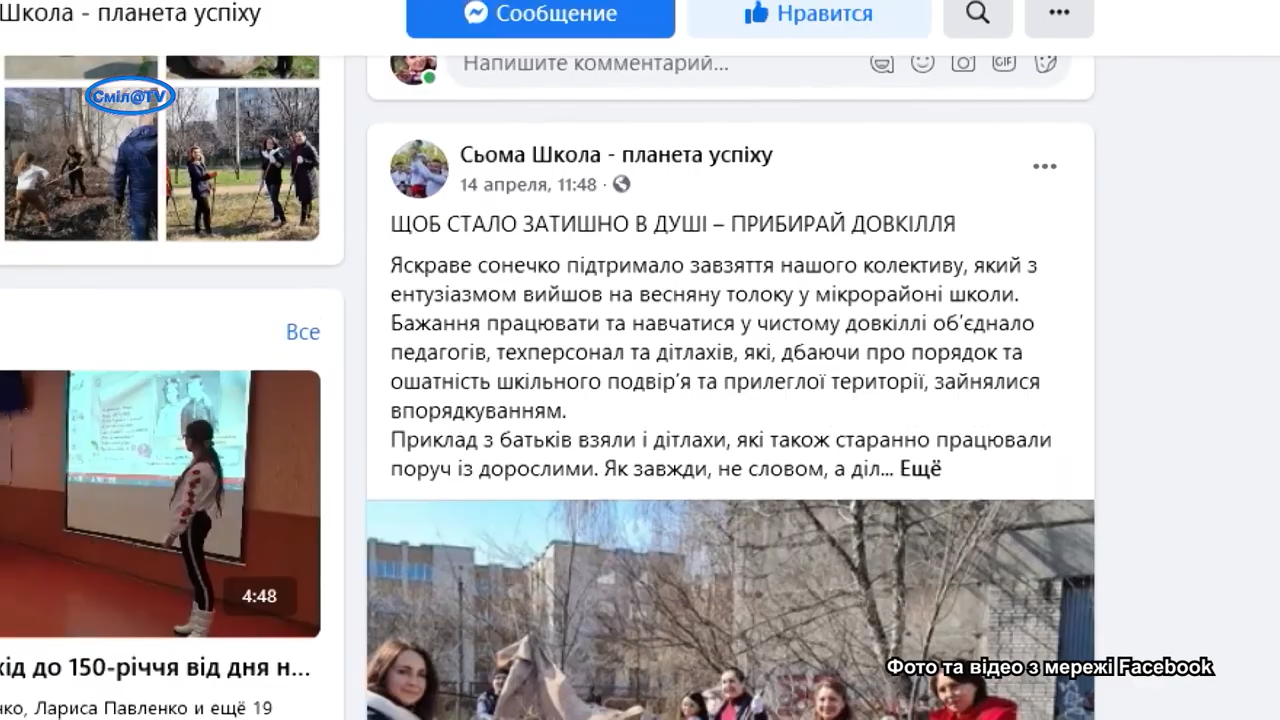 Школа - планета успіху
Сообщение
Нравится
Сміл@TV
Напишите комментарий...
GIF
Сьома Школа - планета успіху
14 апреля, 11:48 ·
ЩОБ СТАЛО ЗАТИШНО В ДУШІ – ПРИБИРАЙ ДОВКІЛЛЯ
Яскраве сонечко підтримало завзяття нашого колективу, який з
ентузіазмом вийшов на весняну толоку у мікрорайоні школи.
Бажання працювати та навчатися у чистому довкіллі об’єднало
педагогів, техперсонал та дітлахів, які, дбаючи про порядок та
ошатність шкільного подвір’я та прилеглої території, зайнялися
впорядкуванням.
Приклад з батьків взяли і дітлахи, які також старанно працювали
поруч із дорослими. Як завжди, не словом, а діл... Ещё
Все
4:48
хід до 150-річчя від дня н...
нко, Лариса Павленко и ещё 19
Фото та відео з мережі Facebook